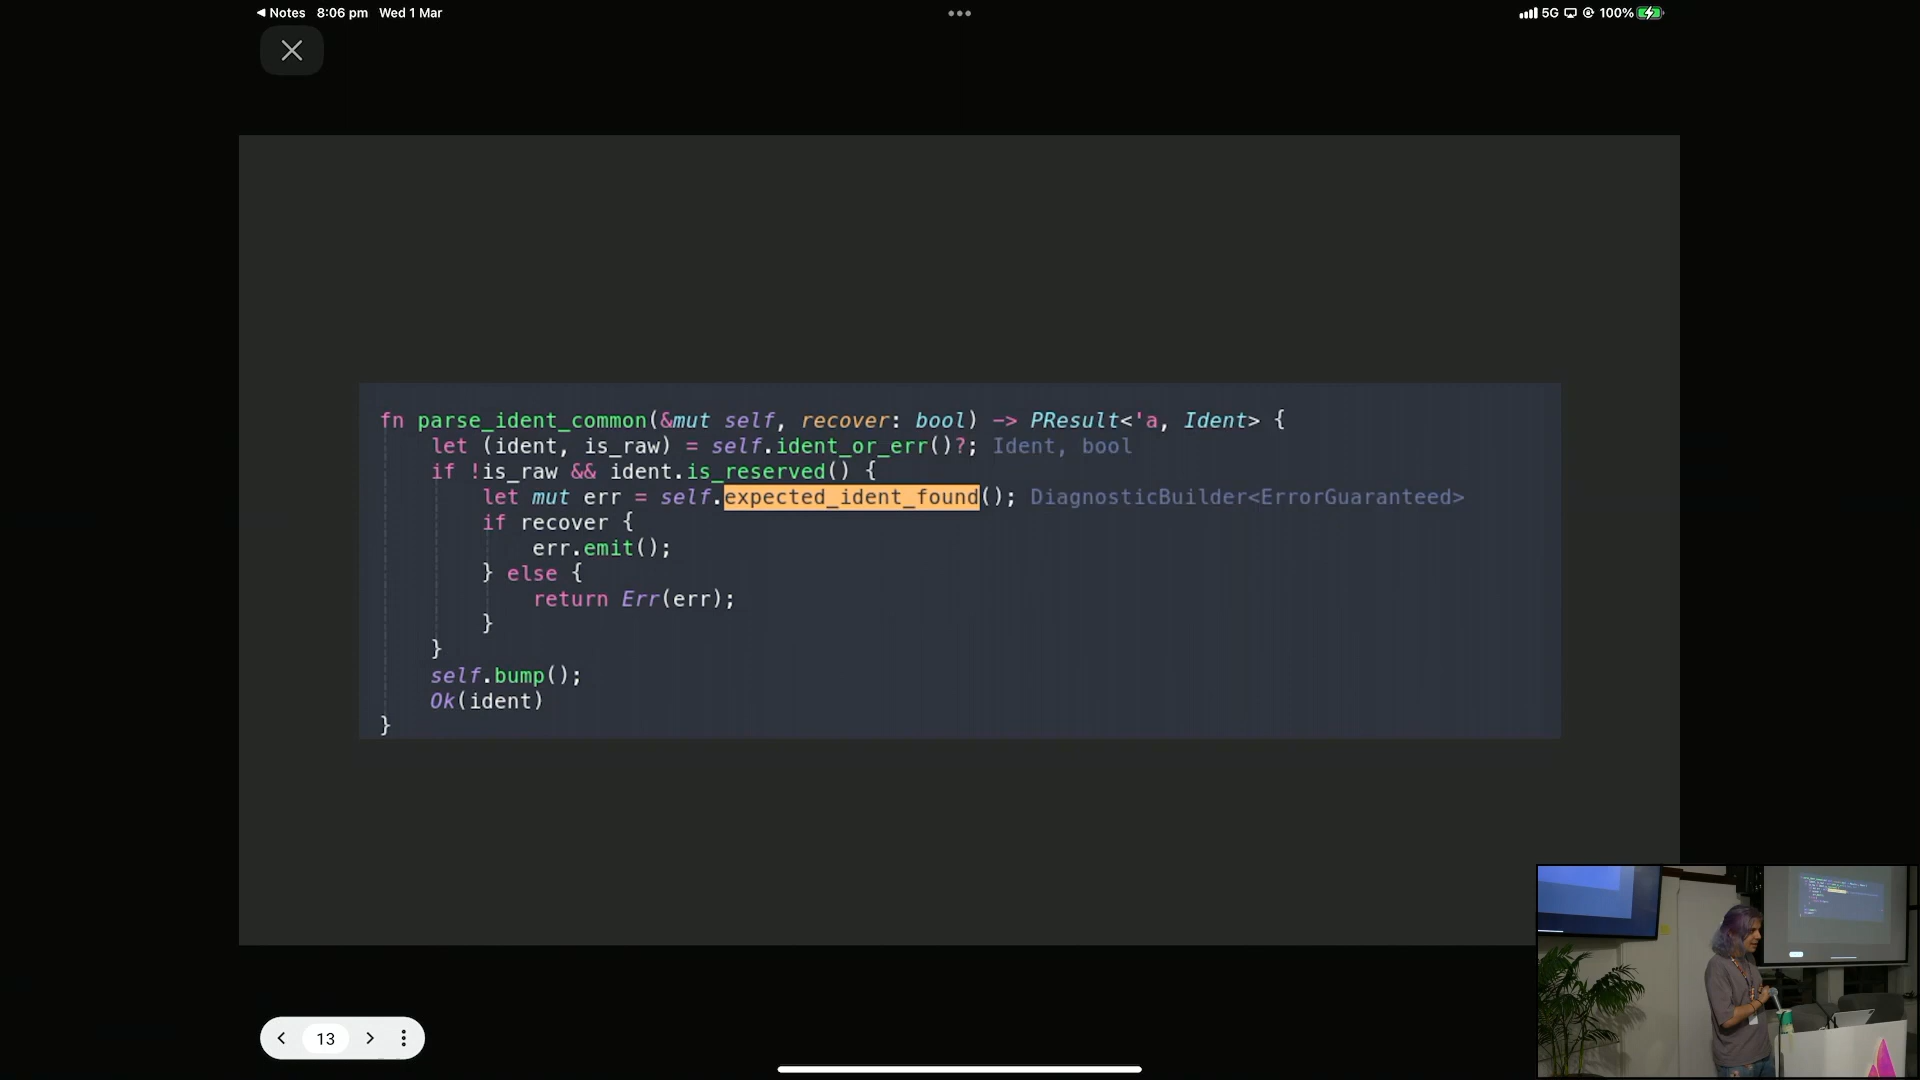 Notes 8:06 pm Wed 1 Mar
5G 100%
fn parse_ident_common(&mut self, recover: bool) -> PResult<'a, Ident> {
let (ident, is_raw) = self.ident_or_err()?; Ident, bool
if !is_raw && ident.is_reserved() {
let mut err = self.expected_ident_found(); DiagnosticBuilder<ErrorGuaranteed>
if recover {
err.emit();
} else {
return Err(err);
}
}
self.bump();
Ok(ident)
}
13